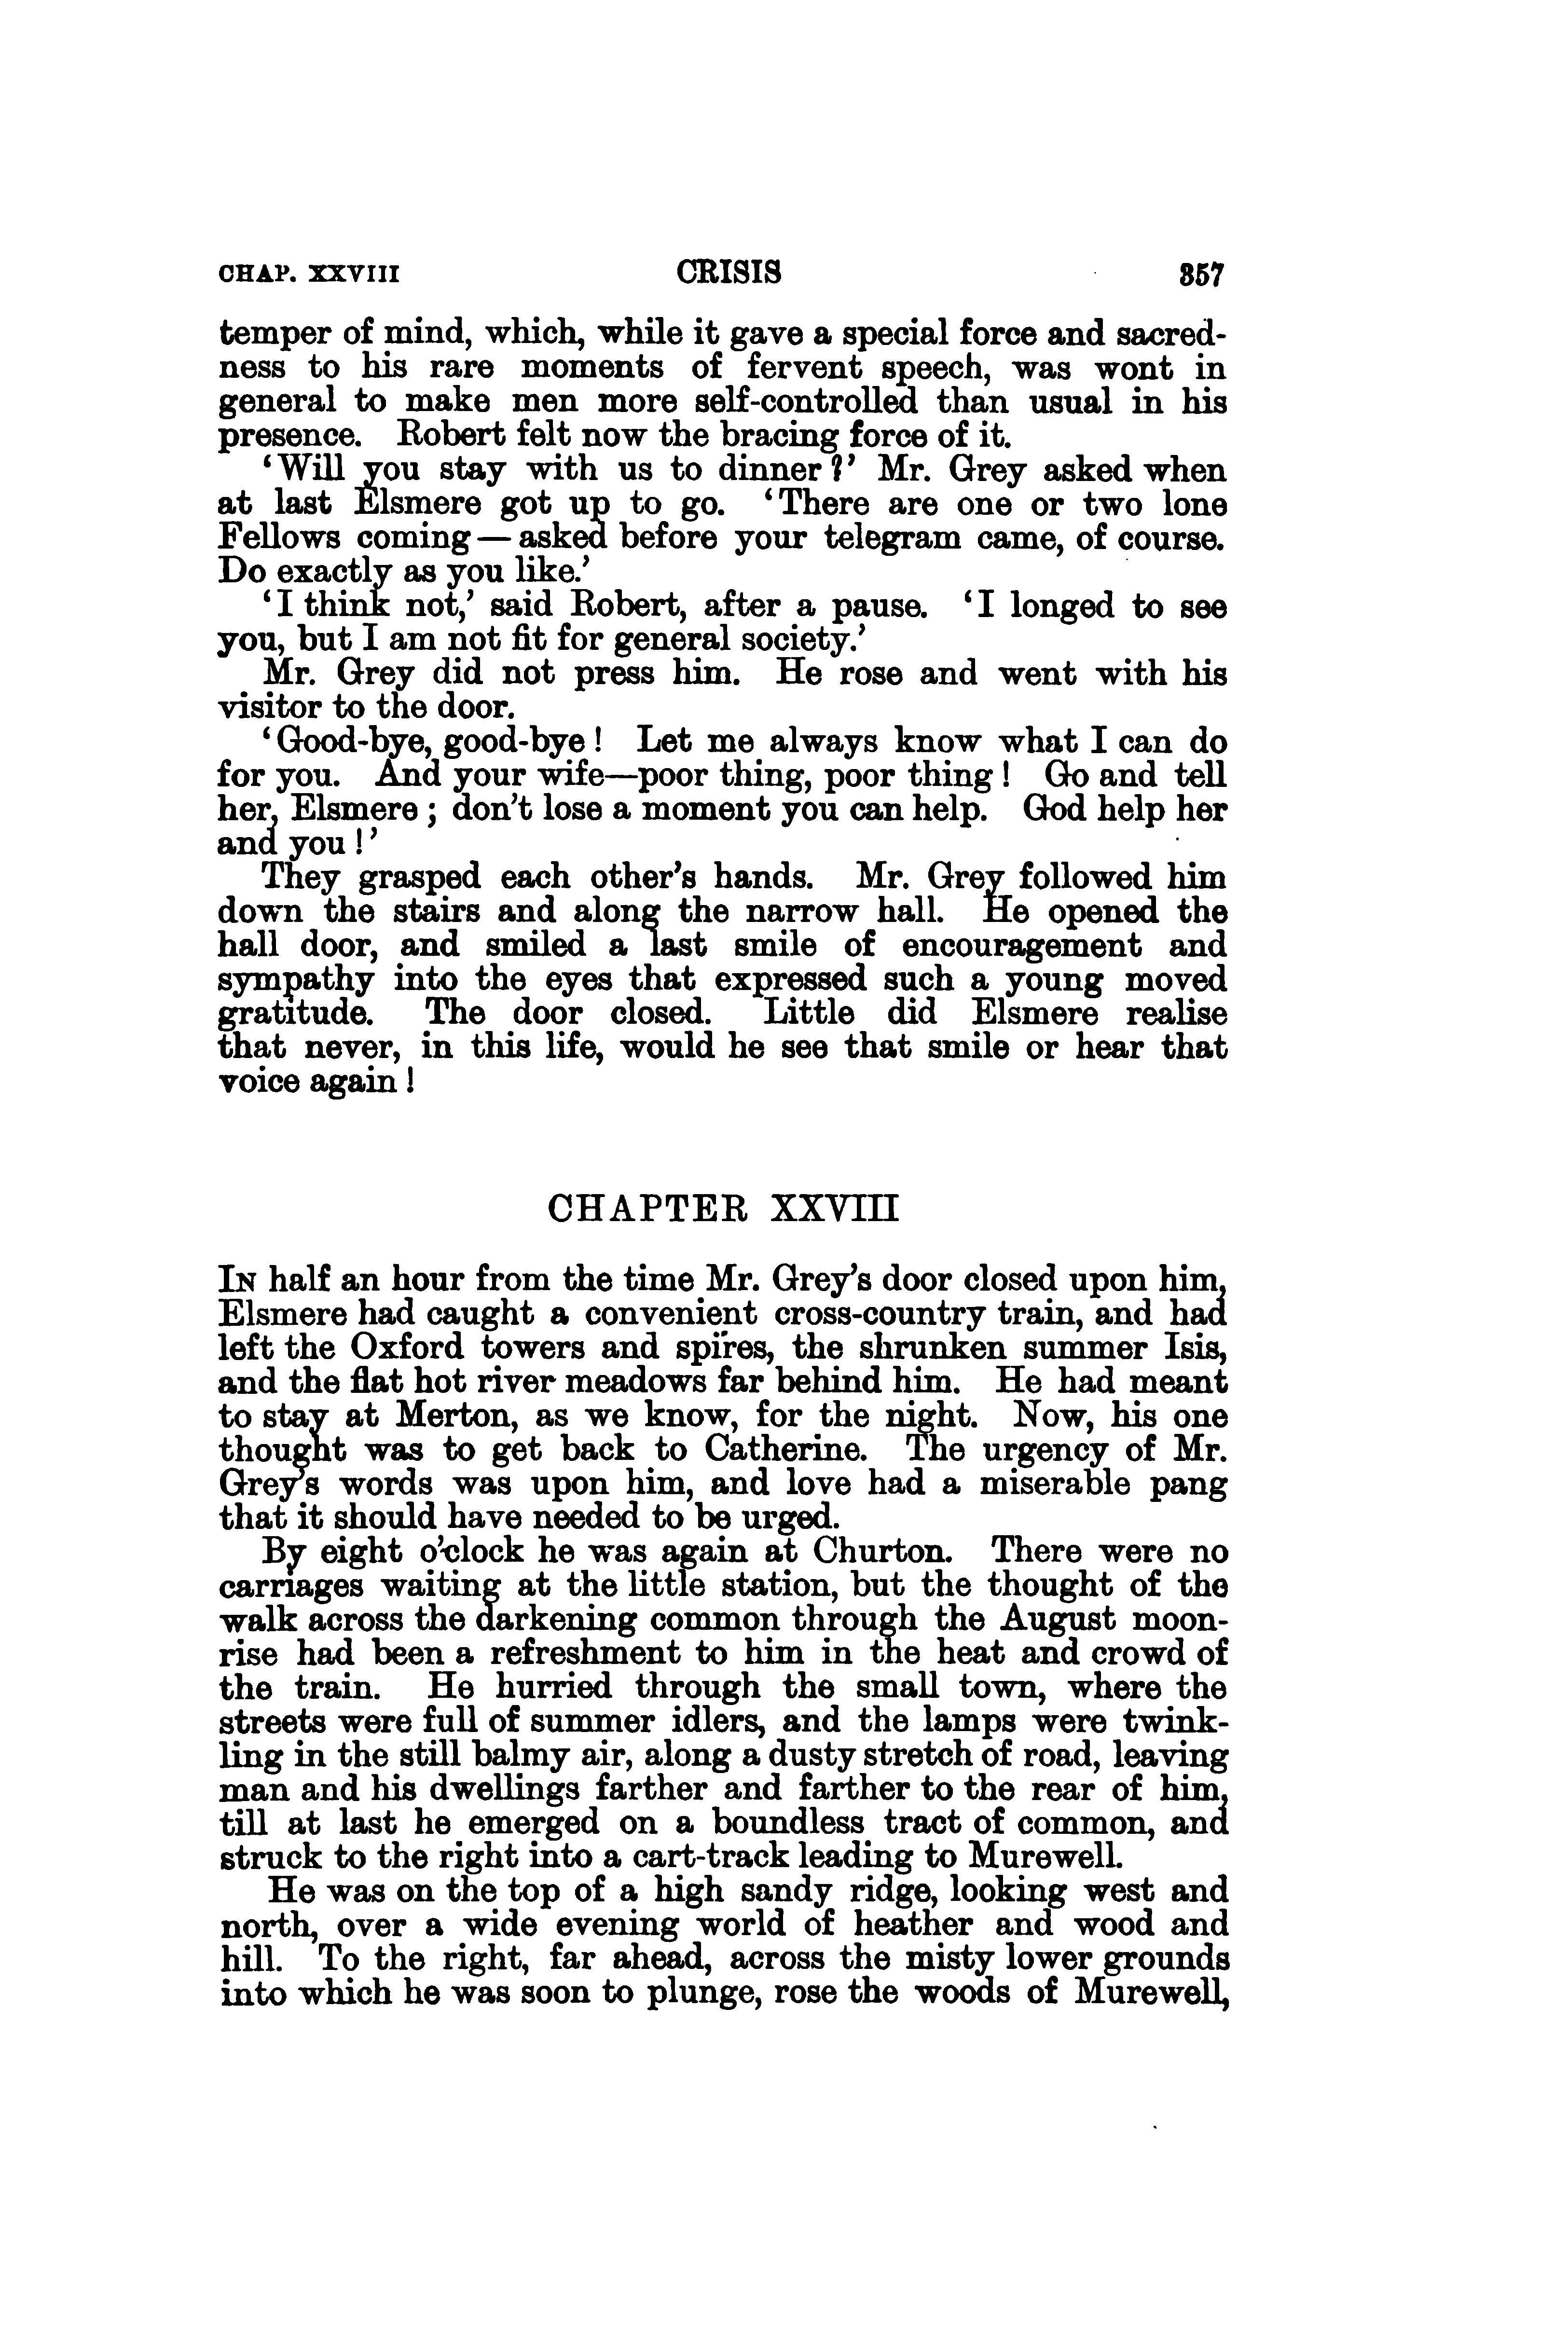 CHAP. XXVIII CRISIS 357
temper of mind, which, while it gave a special force and sacred-
ness to his rare moments of fervent speech, was wont in
general to make men more self-controlled than usual in his
presence. Robert felt now the bracing force of it.
‘Will you stay with us to dinner?’ Mr. Grey asked when
at last Elsmere got up to go. ‘There are one or two lone
Fellows coming—asked before your telegram came, of course.
Do exactly as you like.’
‘I think not,’ said Robert, after a pause. ‘I longed to see
you, but I am not fit for general society.’
Mr. Grey did not press him. He rose and went with his
visitor to the door.
‘Good-bye, good-bye! Let me always know what I can do
for you. And your wife—poor thing, poor thing! Go and tell
her, Elsmere; don’t lose a moment you can help. God help her
and you!’
They grasped each other’s hands. Mr. Grey followed him
down the stairs and along the narrow hall. He opened the
hall door, and smiled a last smile of encouragement and
sympathy into the eyes that expressed such a young moved
gratitude. The door closed. Little did Elsmere realise
that never, in this life, would he see that smile or hear that
voice again!
CHAPTER XXVIII
IN half an hour from the time Mr. Grey’s door closed upon him,
Elsmere had caught a convenient cross-country train, and had
left the Oxford towers and spires, the shrunken summer Isis,
and the flat hot river meadows far behind him. He had meant
to stay at Merton, as we know, for the night. Now, his one
thought was to get back to Catherine. The urgency of Mr.
Grey’s words was upon him, and love had a miserable pang
that it should have needed to be urged.
By eight o’clock he was again at Churton. There were no
carriages waiting at the little station, but the thought of the
walk across the darkening common through the August moon-
rise had been a refreshment to him in the heat and crowd of
the train. He hurried through the small town, where the
streets were full of summer idlers, and the lamps were twink-
ling in the still balmy air, along a dusty stretch of road, leaving
man and his dwellings farther and farther to the rear of him,
till at last he emerged on a boundless tract of common, and
struck to the right into a cart-track leading to Murewell.
He was on the top of a high sandy ridge, looking west and
north, over a wide evening world of heather and wood and
hill. To the right, far ahead, across the misty lower grounds
into which he was soon to plunge, rose the woods of Murewell,